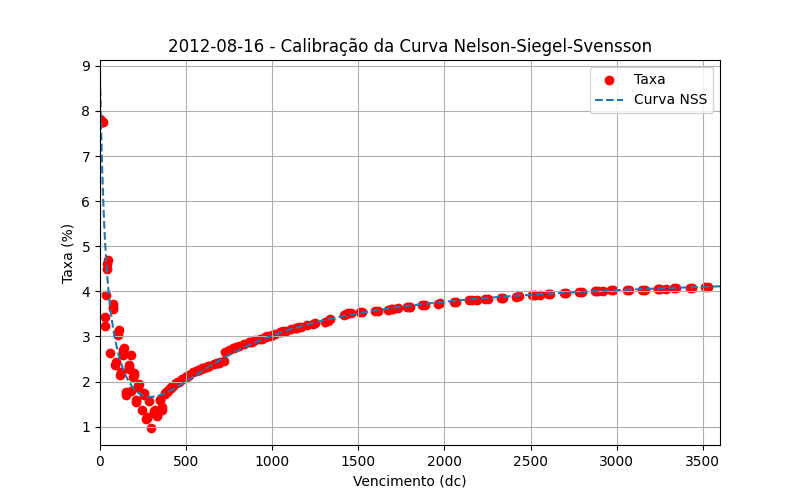 2012-08-16 - Calibração da Curva Nelson-Siegel-Svensson
Taxa
Curva NSS
Taxa (%)
9
8
7
6
5
4
3
2
1
0 500 1000 1500 2000 2500 3000 3500
Vencimento (dc)